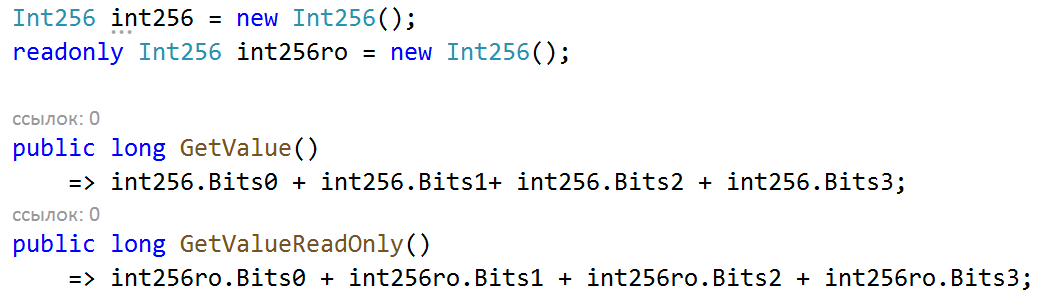 Int256 int256 = new Int256();
readonly Int256 int256ro = new Int256();
ссылок: 0
public long GetValue()
=> int256.Bits0 + int256.Bits1+ int256.Bits2 + int256.Bits3;
ссылок: 0
public long GetValueReadOnly()
=> int256ro.Bits0 + int256ro.Bits1 + int256ro.Bits2 + int256ro.Bits3;